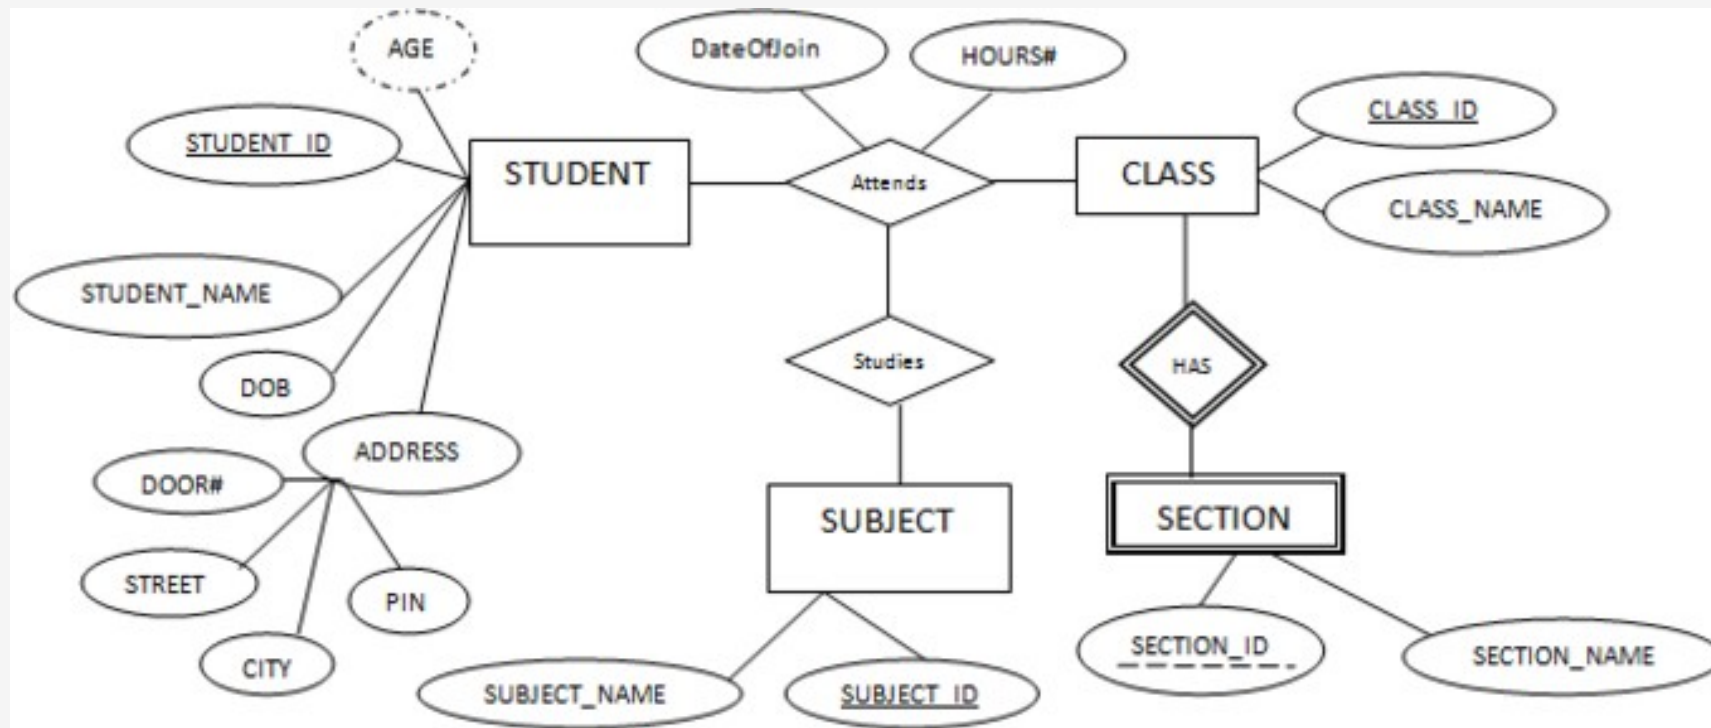 AGE
DateOfJoin
HOURS#
CLASS_ID
STUDENT_ID
STUDENT
Attends
CLASS
CLASS_NAME
STUDENT_NAME
DOB
Studies
HAS
ADDRESS
DOOR#
SUBJECT
SECTION
STREET
PIN
CITY
SUBJECT_NAME
SUBJECT_ID
SECTION_ID
SECTION_NAME